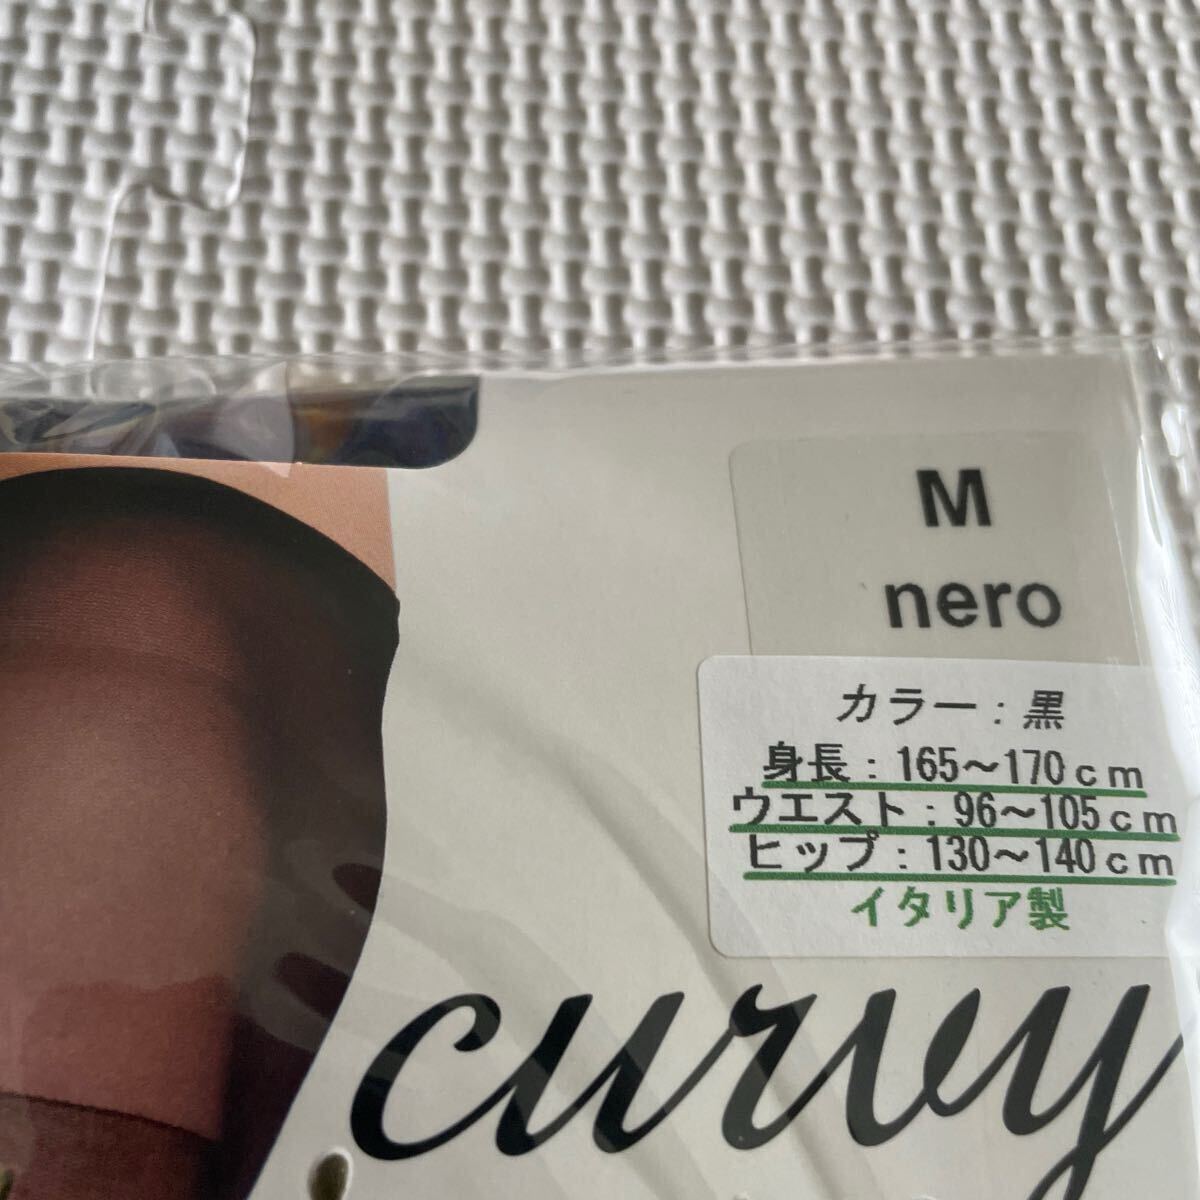 M
nero
カラー：黒
身長：165～170cm
ウエスト：96～105cm
ヒップ：130～140cm
イタリア製
curvy